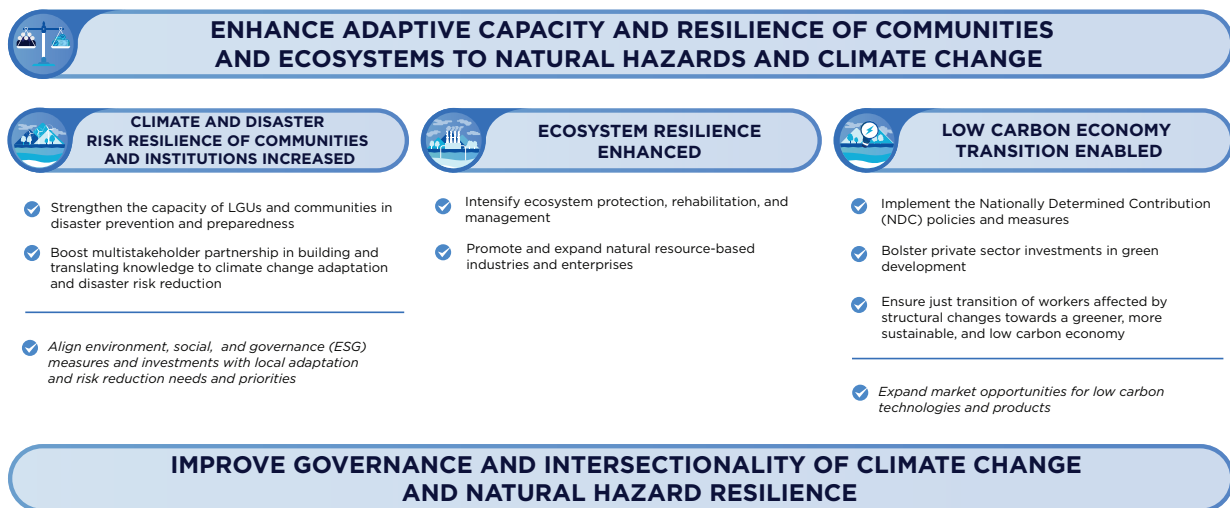 ENHANCE ADAPTIVE CAPACITY AND RESILIENCE OF COMMUNITIES
AND ECOSYSTEMS TO NATURAL HAZARDS AND CLIMATE CHANGE
CLIMATE AND DISASTER
RISK RESILIENCE OF COMMUNITIES
AND INSTITUTIONS INCREASED
Strengthen the capacity of LGUs and communities in
disaster prevention and preparedness
Boost multistakeholder partnership in building and
translating knowledge to climate change adaptation
and disaster risk reduction
Align environment, social, and governance (ESG)
measures and investments with local adaptation
and risk reduction needs and priorities
ECOSYSTEM RESILIENCE
ENHANCED
Intensify ecosystem protection, rehabilitation, and
management
Promote and expand natural resource-based
industries and enterprises
LOW CARBON ECONOMY
TRANSITION ENABLED
Implement the Nationally Determined Contribution
(NDC) policies and measures
Bolster private sector investments in green
development
Ensure just transition of workers affected by
structural changes towards a greener, more
sustainable, and low carbon economy
Expand market opportunities for low carbon
technologies and products
IMPROVE GOVERNANCE AND INTERSECTIONALITY OF CLIMATE CHANGE
AND NATURAL HAZARD RESILIENCE